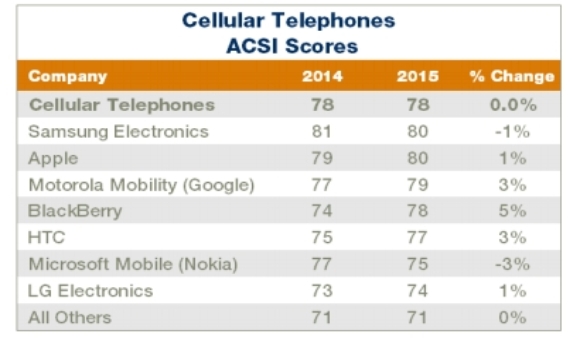 Cellular Telephones
ACSI Scores
Company 2014 2015 % Change
Cellular Telephones 78 78 0.0%
Samsung Electronics 81 80 -1%
Apple 79 80 1%
Motorola Mobility (Google) 77 79 3%
BlackBerry 74 78 5%
HTC 75 77 3%
Microsoft Mobile (Nokia) 77 75 -3%
LG Electronics 73 74 1%
All Others 71 71 0%